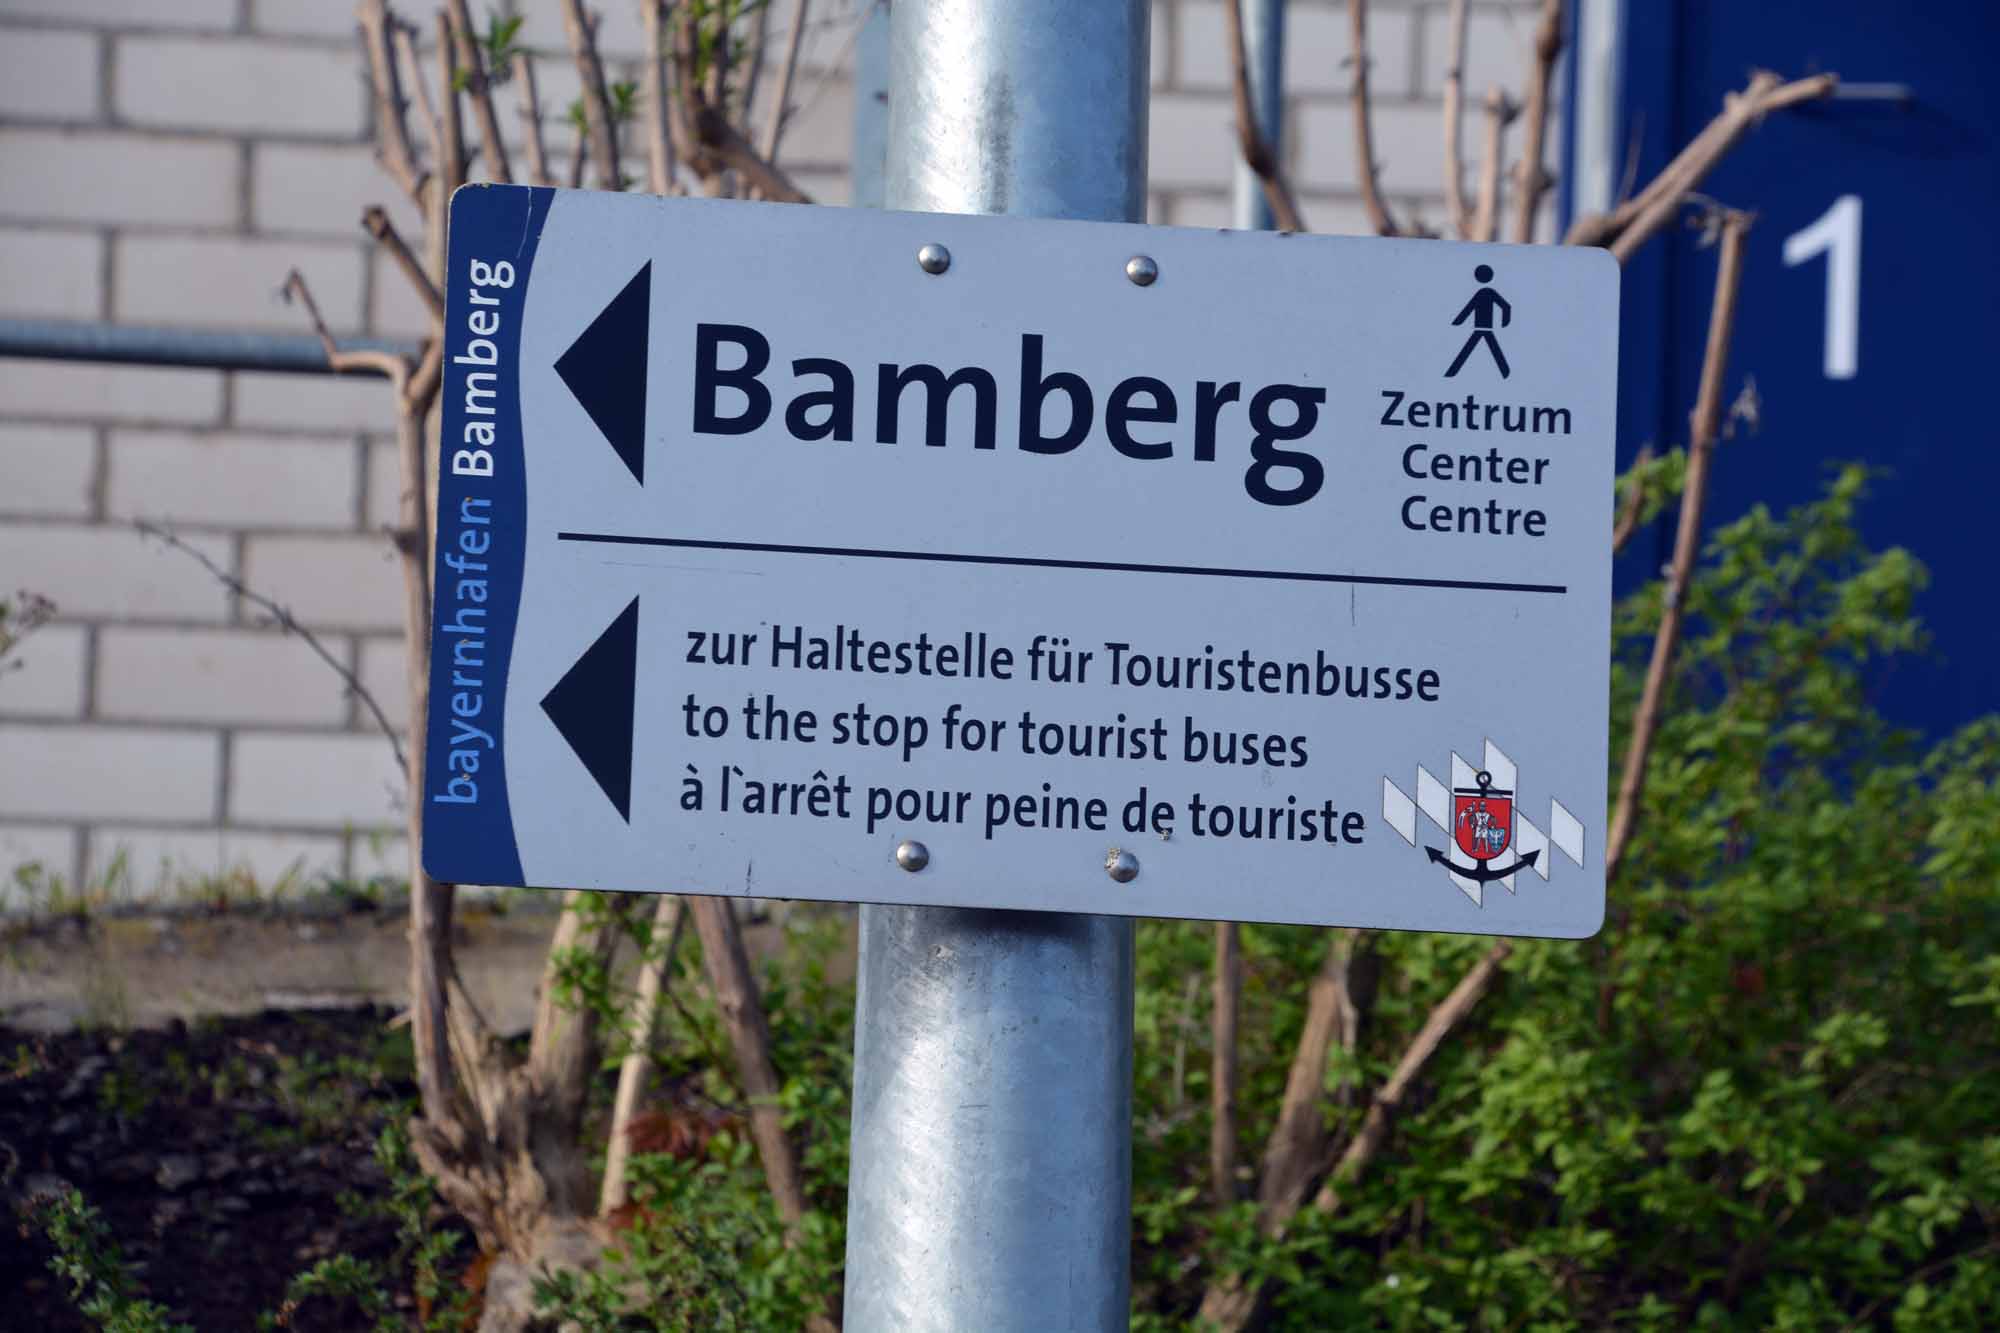 bayernhafen Bamberg
Bamberg
Zentrum
Center
Centre
zur Haltestelle für Touristenbusse
to the stop for tourist buses
à l`arrêt pour peine de touriste
1